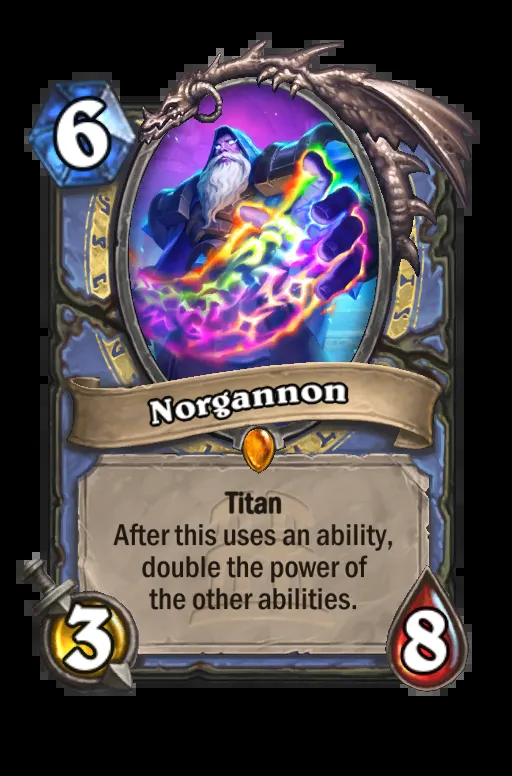 6
Norgannon
Titan
After this uses an ability,
double the power of
the other abilities.
3
8